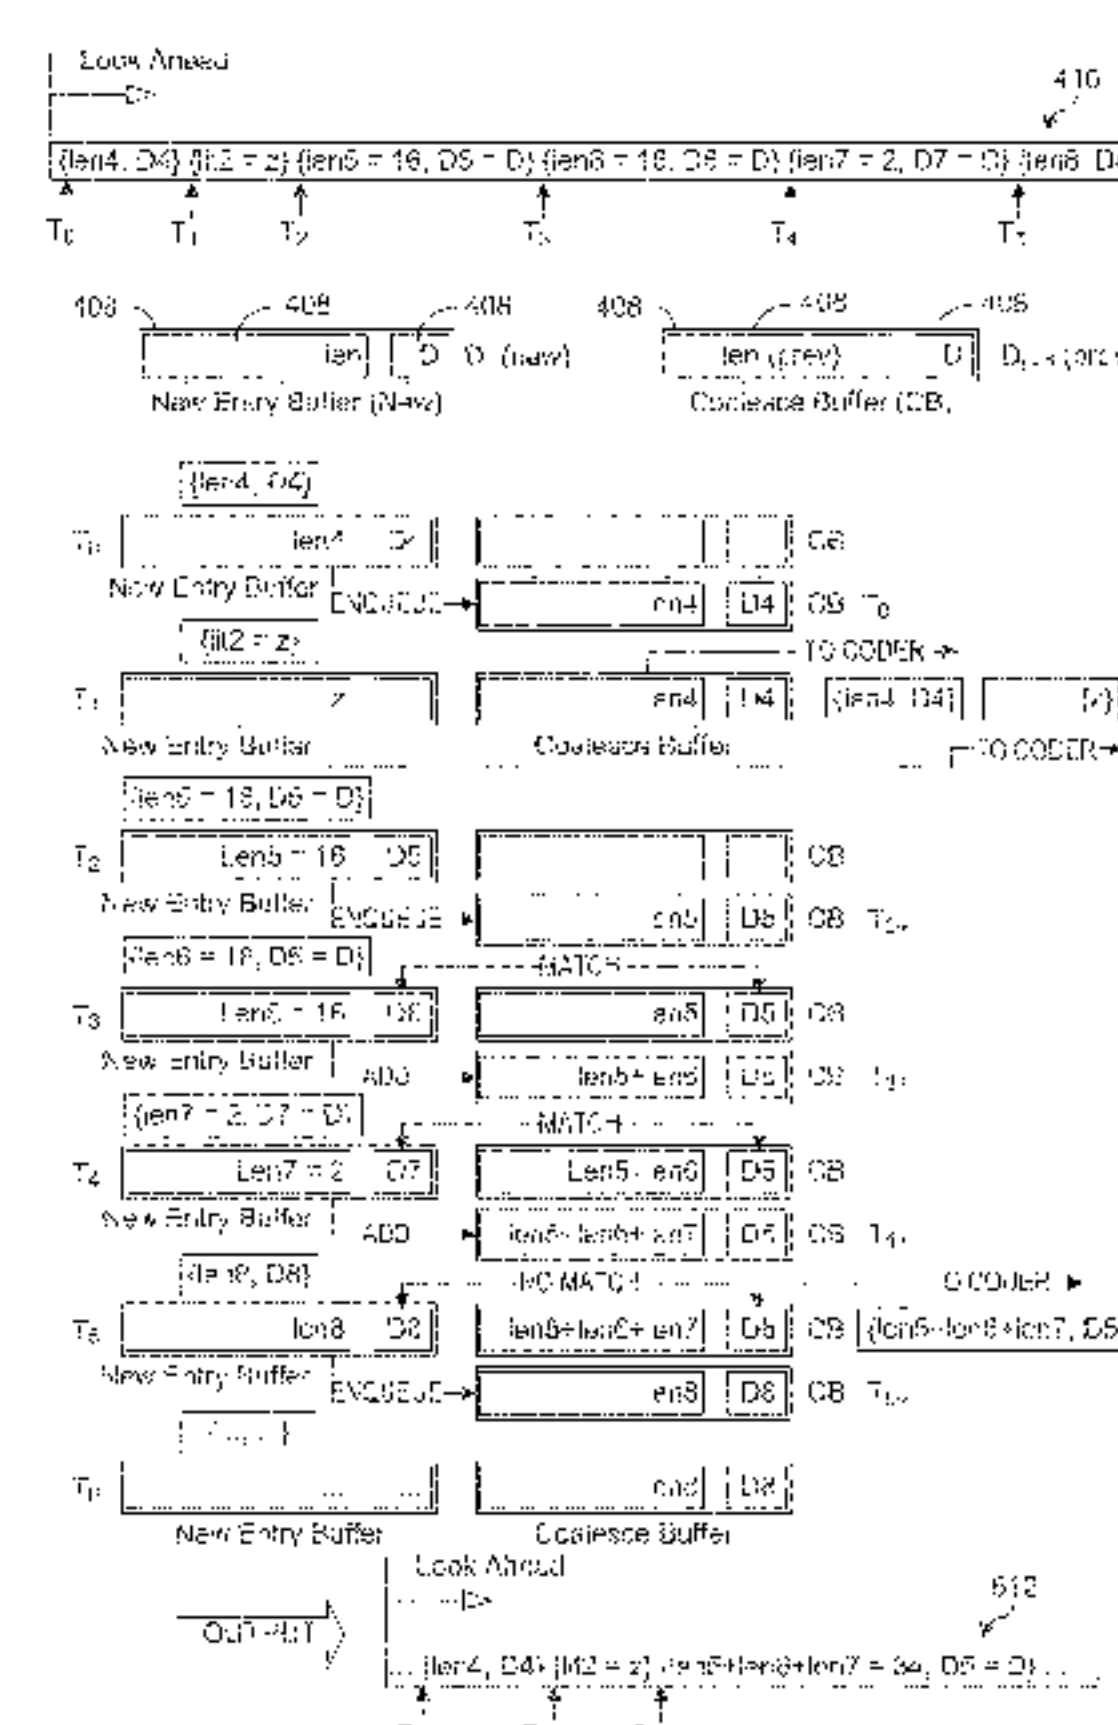 Look Ahead
410
{len4, D4} {lit2 = z} {len5 = 16, D5 = D} {len6 = 16, D6 = D} {len7 = 2, D7 = D} {len8, D
T0 T1 T2 T3 T4 T5
408 408 408 408 408 408
len D D (new) len (prev) D
New Entry Buffer (New) Coalesce Buffer (CB)
{len4, D4}
T0 len4 D4 CB
New Entry Buffer ENQUEUE len4 D4 CB
{lit2 = z}
TO CODER
T1 z len4 D4 {len4, D4} {z}
New Entry Buffer Coalesce Buffer TO CODER
{len5 = 16, D5 = D}
T2 Len5 = 16 D5 CB
New Entry Buffer ENQUEUE len5 D5 CB
{len6 = 16, D6 = D} MATCH
T3 Len6 = 16 D6 len5 D5 CB
New Entry Buffer ADD len5+len6 D5 CB
{len7 = 2, D7 = D} MATCH
T4 Len7 = 2 D7 Len5+len6 D5 CB
New Entry Buffer ADD len5+len6+len7 D5 CB
{len8, D8} NO MATCH TO CODER
T5 len8 D8 len5+len6+len7 D5 CB {len5+len6+len7, D5
New Entry Buffer ENQUEUE len8 D8 CB
... ... len8 D8
New Entry Buffer Coalesce Buffer
Look Ahead
OUTPUT
612
... {len4, D4} {lit2 = z} {len5+len6+len7 = 34, D5 = D} ...